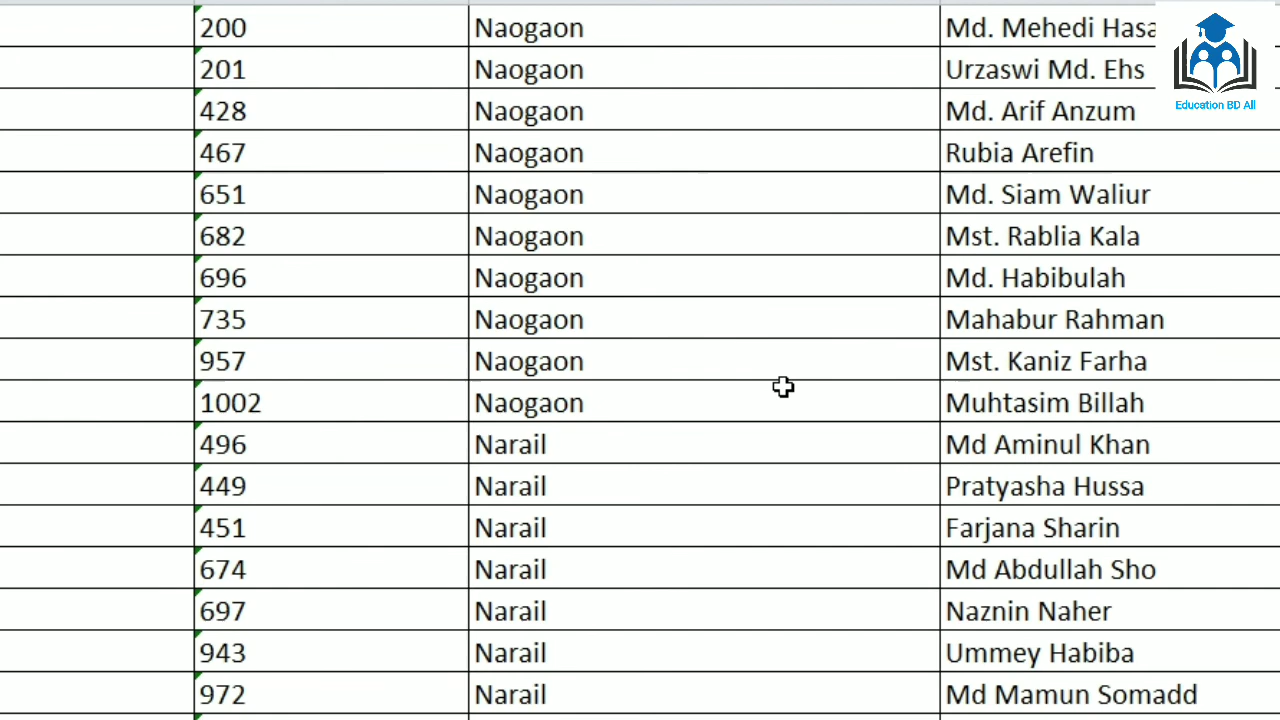 200 Naogaon Md. Mehedi Hasa
201 Naogaon Urzaswi Md. Ehs
428 Naogaon Md. Arif Anzum
467 Naogaon Rubia Arefin
651 Naogaon Md. Siam Waliur
682 Naogaon Mst. Rablia Kala
696 Naogaon Md. Habibulah
735 Naogaon Mahabur Rahman
957 Naogaon Mst. Kaniz Farha
1002 Naogaon Muhtasim Billah
496 Narail Md Aminul Khan
449 Narail Pratyasha Hussa
451 Narail Farjana Sharin
674 Narail Md Abdullah Sho
697 Narail Naznin Naher
943 Narail Ummey Habiba
972 Narail Md Mamun Somadd
Education BD All